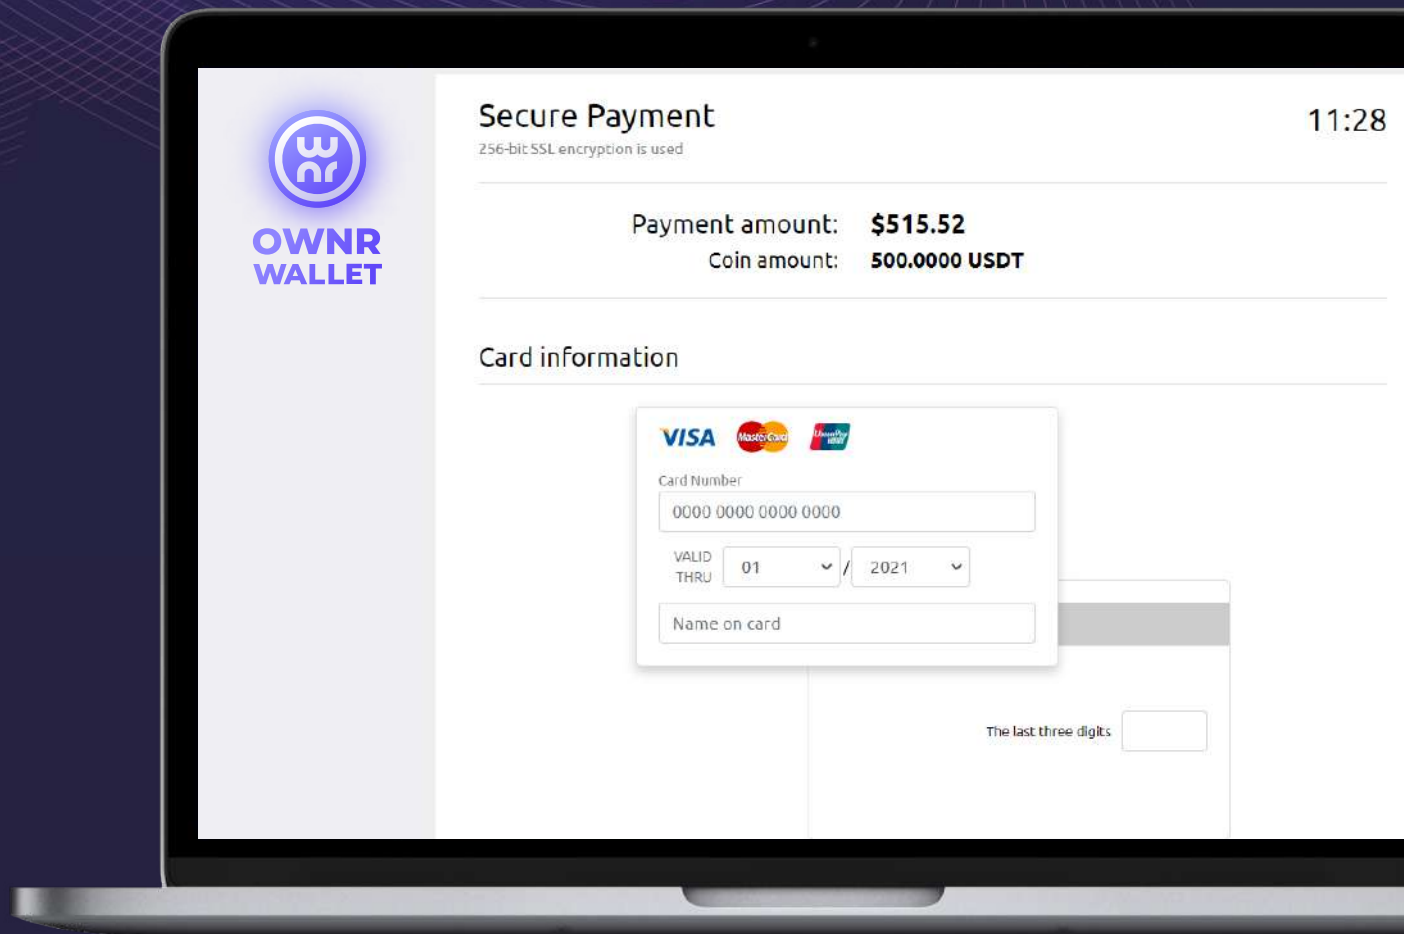 wnr
OWNR
WALLET
Secure Payment
11:28
256-bit SSL encryption is used
Payment amount: $515.52
Coin amount: 500.0000 USDT
Card information
VISA MasterCard UnionPay
Card Number
0000 0000 0000 0000
VALID
THRU
01 / 2021
Name on card
The last three digits